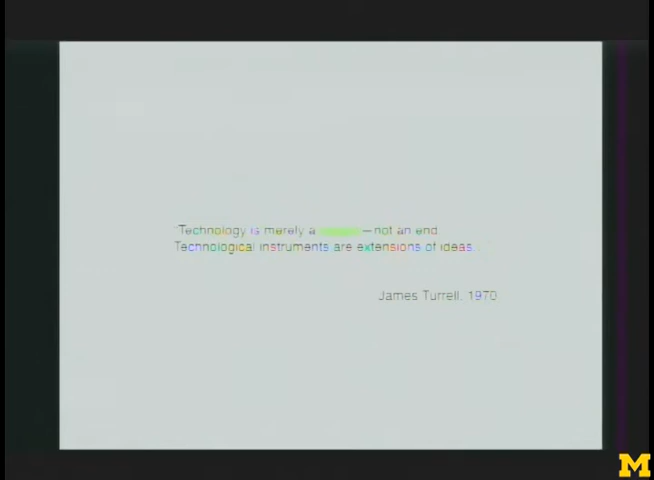 "Technology is merely a —not an end.
Technological instruments are extensions of ideas..."
James Turrell, 1970
M